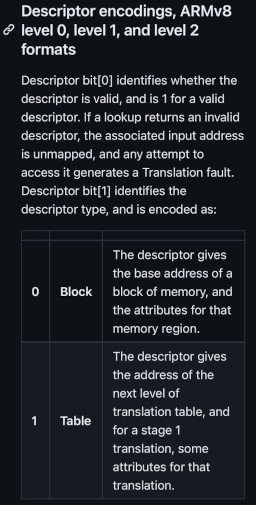 Descriptor encodings, ARMv8
level 0, level 1, and level 2
formats
Descriptor bit[0] identifies whether the
descriptor is valid, and is 1 for a valid
descriptor. If a lookup returns an invalid
descriptor, the associated input address
is unmapped, and any attempt to
access it generates a Translation fault.
Descriptor bit[1] identifies the
descriptor type, and is encoded as:
0 Block The descriptor gives
the base address of a
block of memory, and
the attributes for that
memory region.
1 Table The descriptor gives
the address of the
next level of
translation table, and
for a stage 1
translation, some
attributes for that
translation.